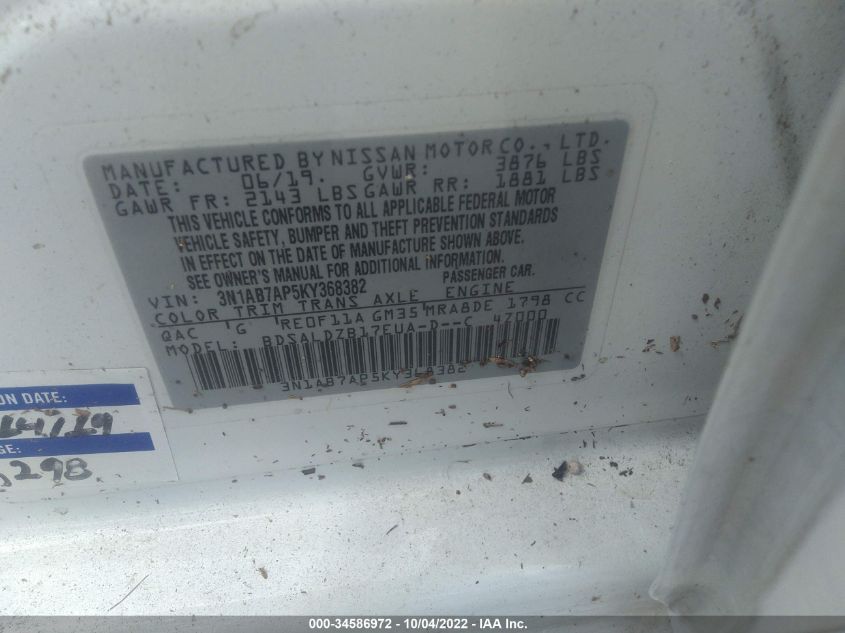 MANUFACTURED BY NISSAN MOTOR CO., LTD.
DATE: 06/19. GVWR: 3876 LBS
GAWR FR: 2143 LBS GAWR RR: 1881 LBS
THIS VEHICLE CONFORMS TO ALL APPLICABLE FEDERAL MOTOR
VEHICLE SAFETY, BUMPER AND THEFT PREVENTION STANDARDS
IN EFFECT ON THE DATE OF MANUFACTURE SHOWN ABOVE.
SEE OWNER'S MANUAL FOR ADDITIONAL INFORMATION.
VIN: 3N1AB7AP5KY368382 PASSENGER CAR.
COLOR TRIM TRANS AXLE ENGINE
QAC G RE0F11A GM35 MRA8DE 1798 CC
MODEL: BDSALDZB17EUA-D--C 47000
3N1AB7AP5KY368382
ON DATE:
GE:
298
000-34586972 - 10/04/2022 - IAA Inc.